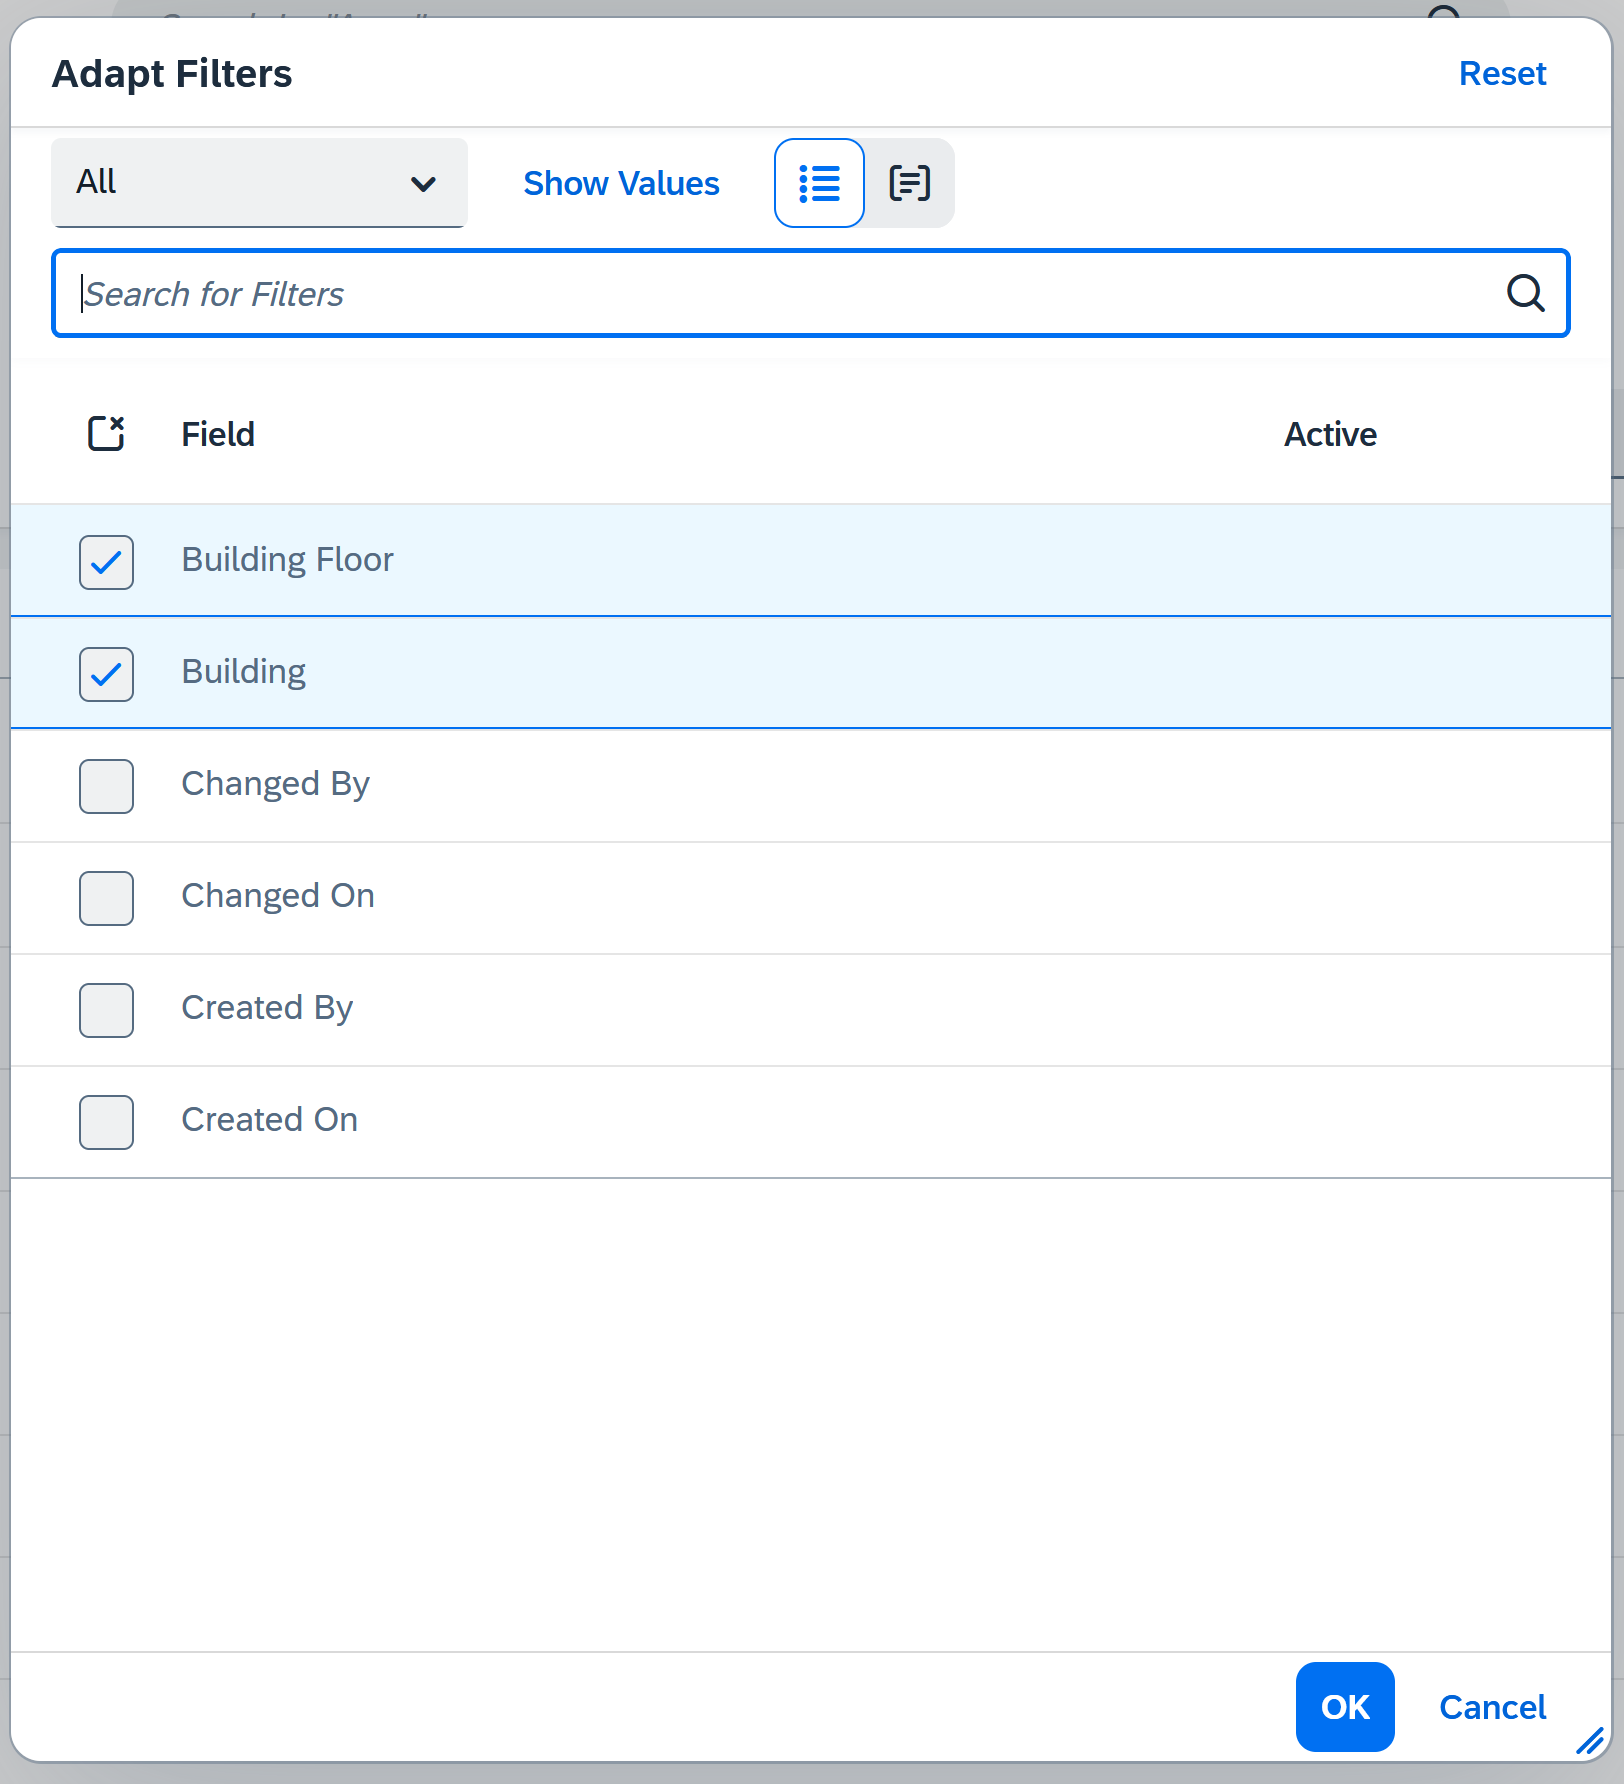 Adapt Filters
Reset
All
Show Values
Search for Filters
Field
Active
Building Floor
Building
Changed By
Changed On
Created By
Created On
OK
Cancel